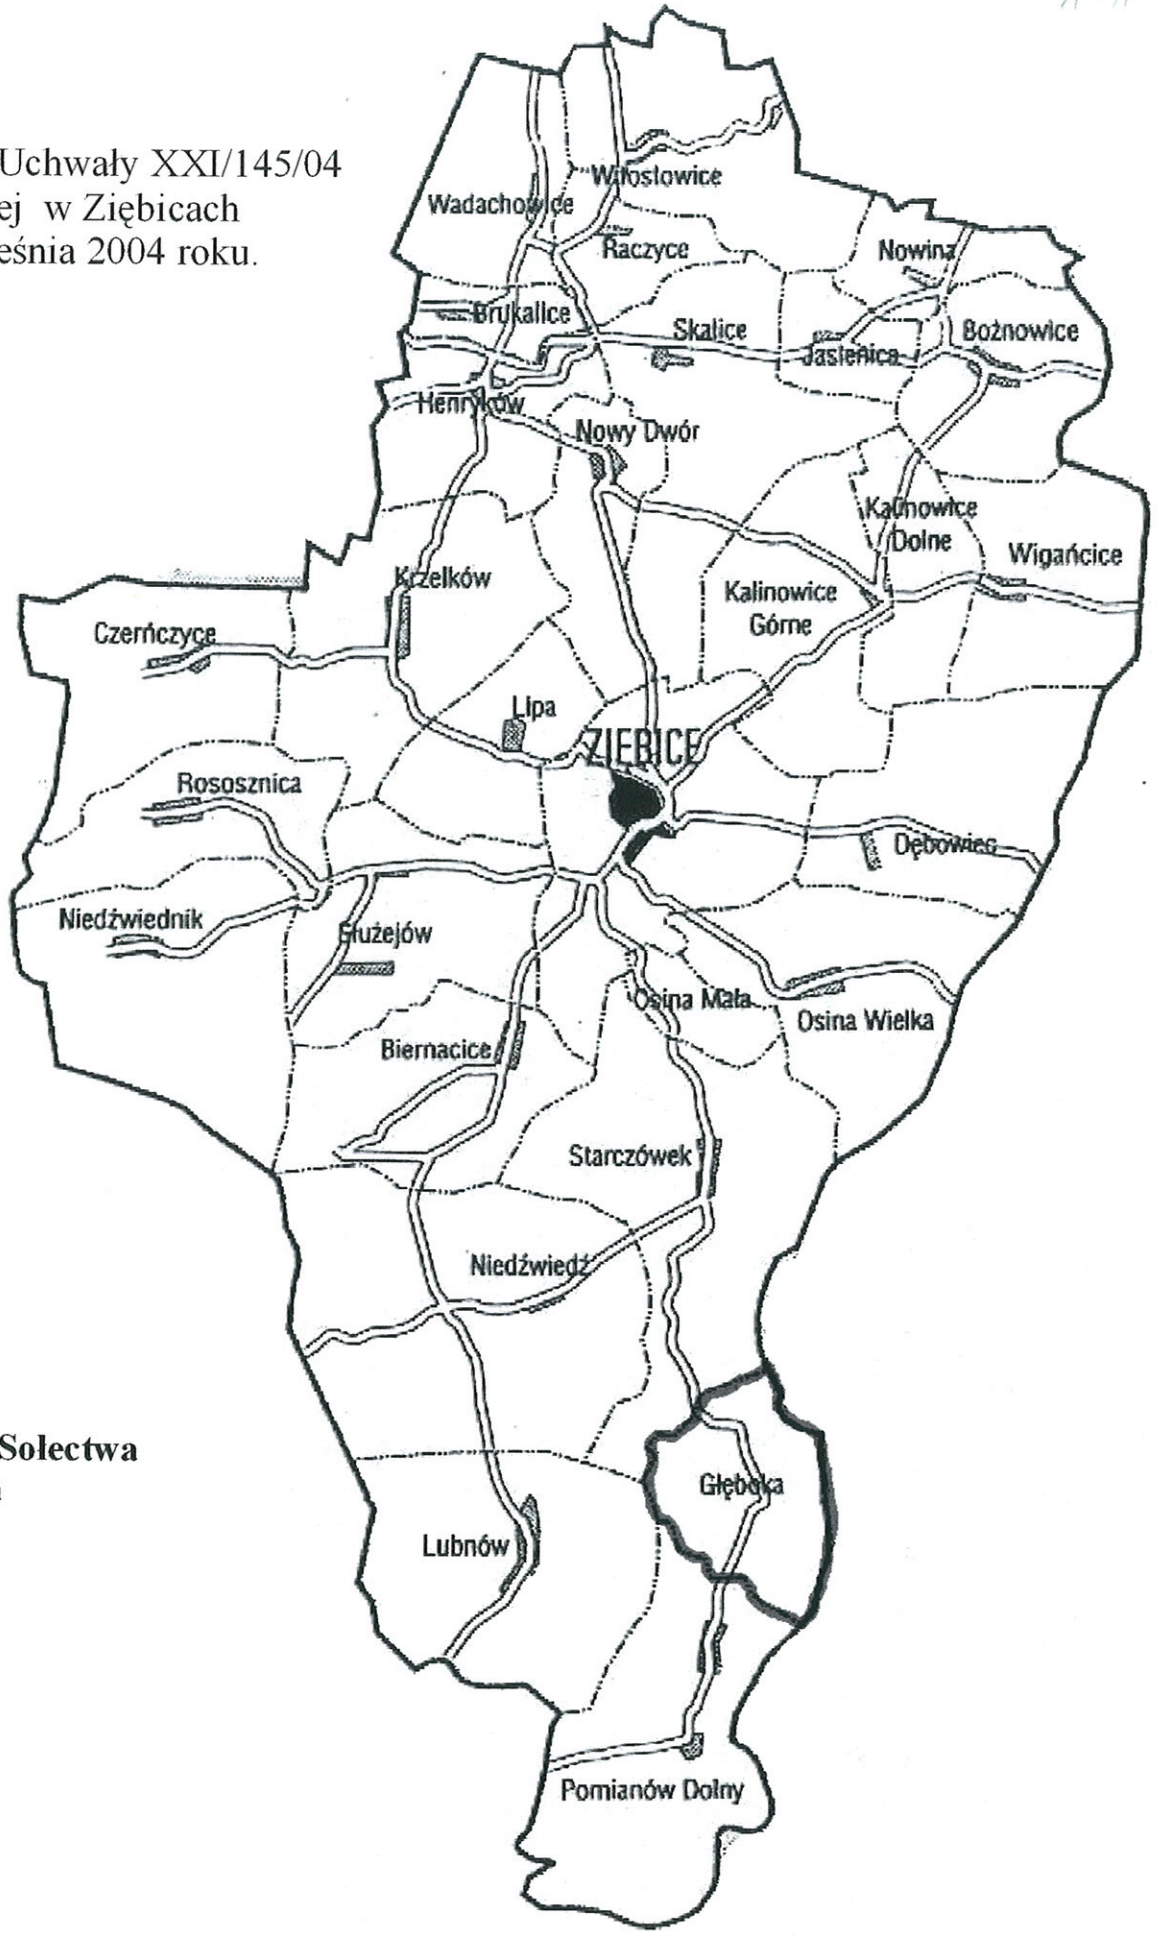 Uchwały XXI/145/04
ej w Ziębicach
eśnia 2004 roku.
Witostowice
Wadachowice
Raczyce
Nowina
Brukalice
Skalice
Bożnowice
Jasienica
Henryków
Nowy Dwór
Kalinowice
Dolne
Wigańcice
Krzelków
Kalinowice
Górne
Czerńczyce
Lipa
ZIĘBICE
Rososznica
Dębowiec
Niedźwiednik
Służejów
Osina Mała
Osina Wielka
Biernacice
Starczówek
Niedźwiedź
Sołectwa
Głęboka
Lubnów
Pomianów Dolny